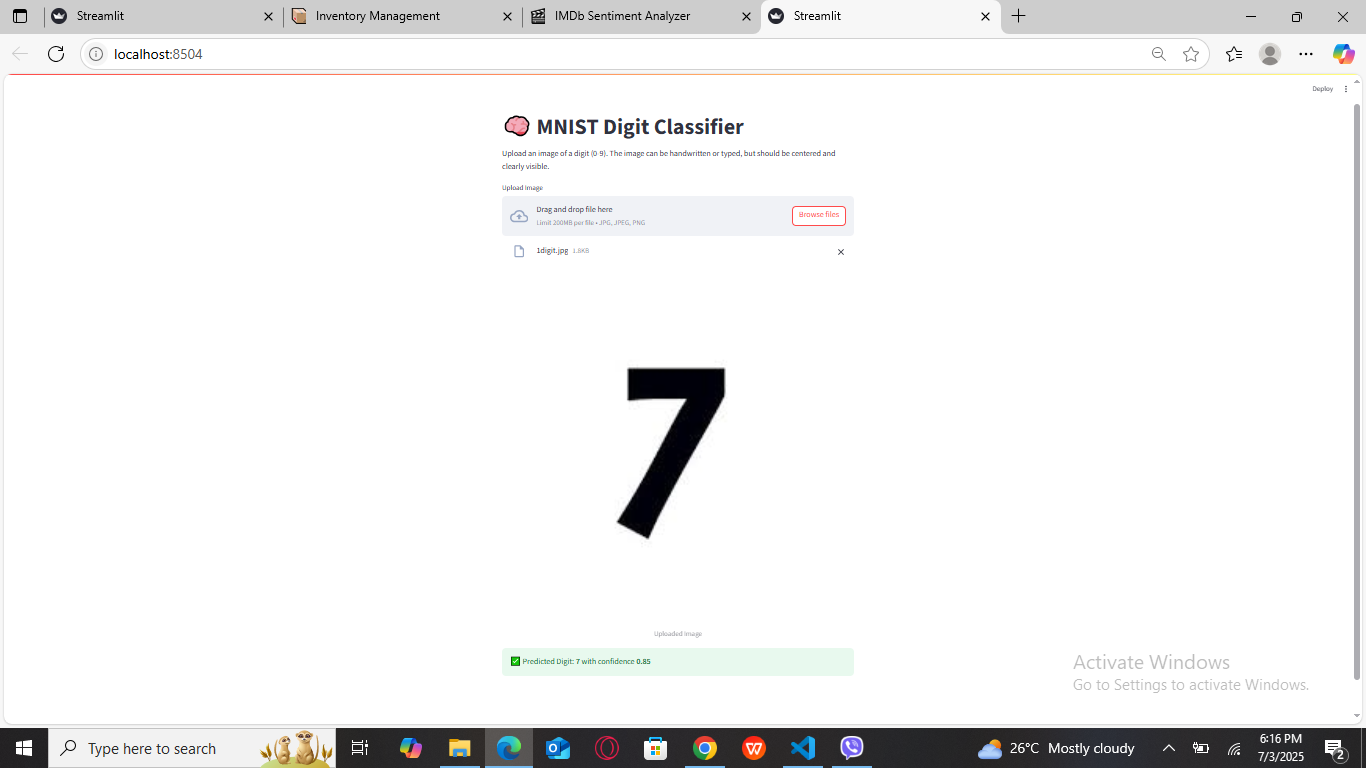 Streamlit
Inventory Management
IMDb Sentiment Analyzer
Streamlit
localhost:8504
Deploy
MNIST Digit Classifier
Upload an image of a digit (0-9). The image can be handwritten or typed, but should be centered and
clearly visible.
Upload image
Drag and drop file here
Limit 200MB per file • JPG, JPEG, PNG
Browse files
1digit.jpg 1.8KB
7
Uploaded image
Predicted Digit: 7 with confidence 0.85
Activate Windows
Go to Settings to activate Windows.
Type here to search
26°C Mostly cloudy
6:16 PM
7/3/2025
2